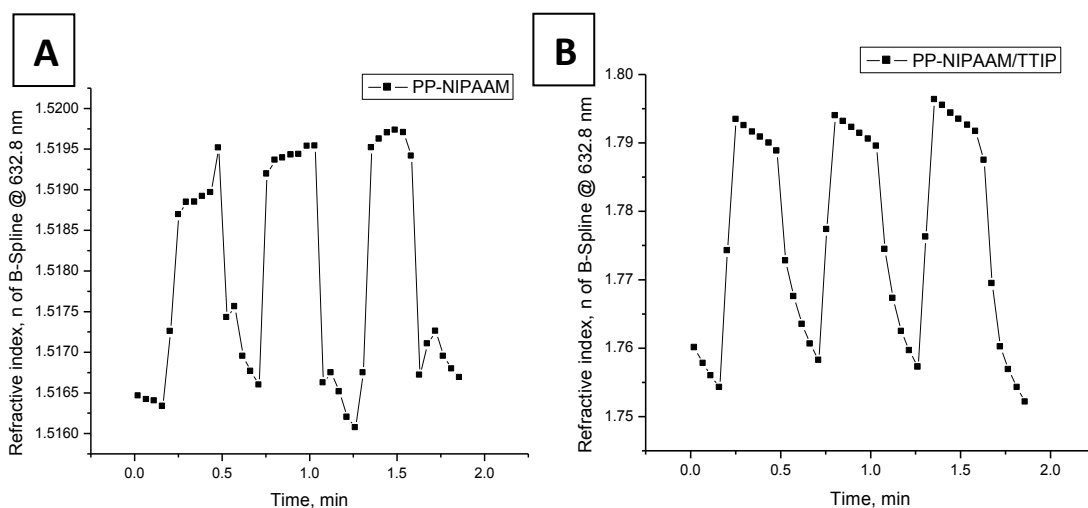 A
PP-NIPAAM
1.5200
1.5195
1.5190
1.5185
1.5180
1.5175
1.5170
1.5165
1.5160
Refractive index, n of B-Spline @ 632.8 nm
0.0 0.5 1.0 1.5 2.0
Time, min
B
PP-NIPAAM/TTIP
1.80
1.79
1.78
1.77
1.76
1.75
Refractive index, n of B-Spline @ 632.8 nm
0.0 0.5 1.0 1.5 2.0
Time, min